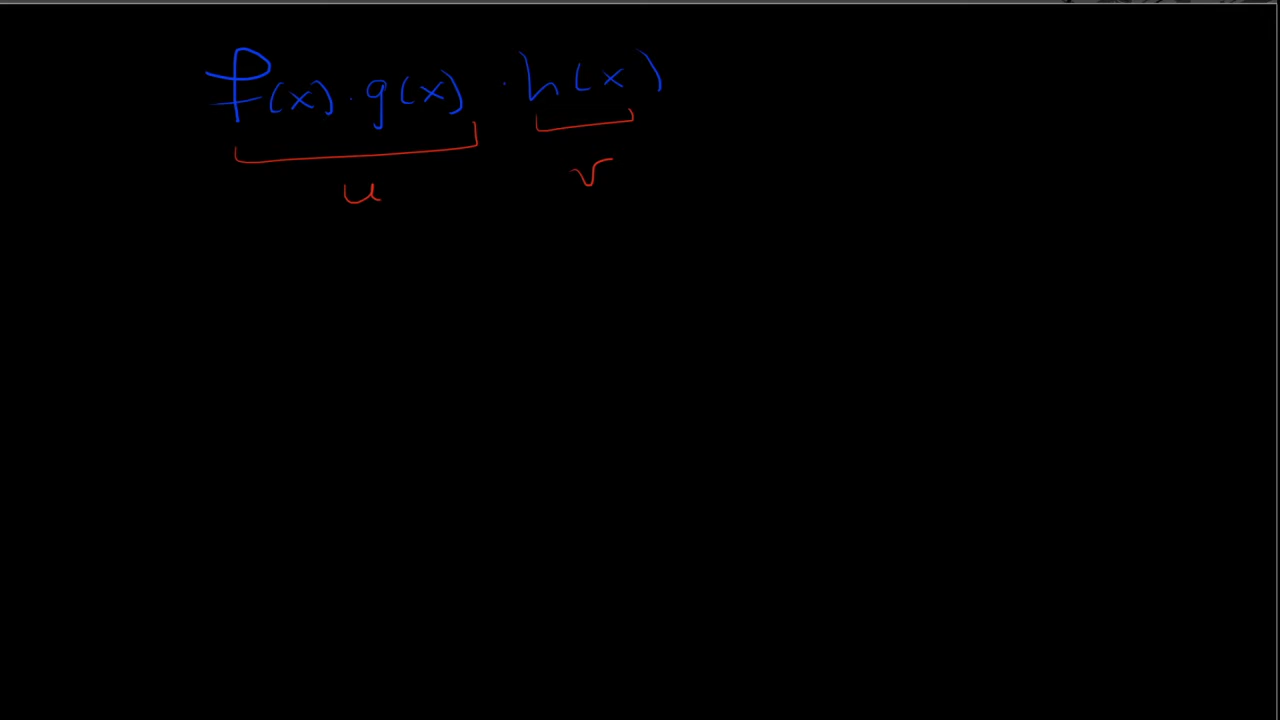 f(x) · g(x) · h(x)
u v